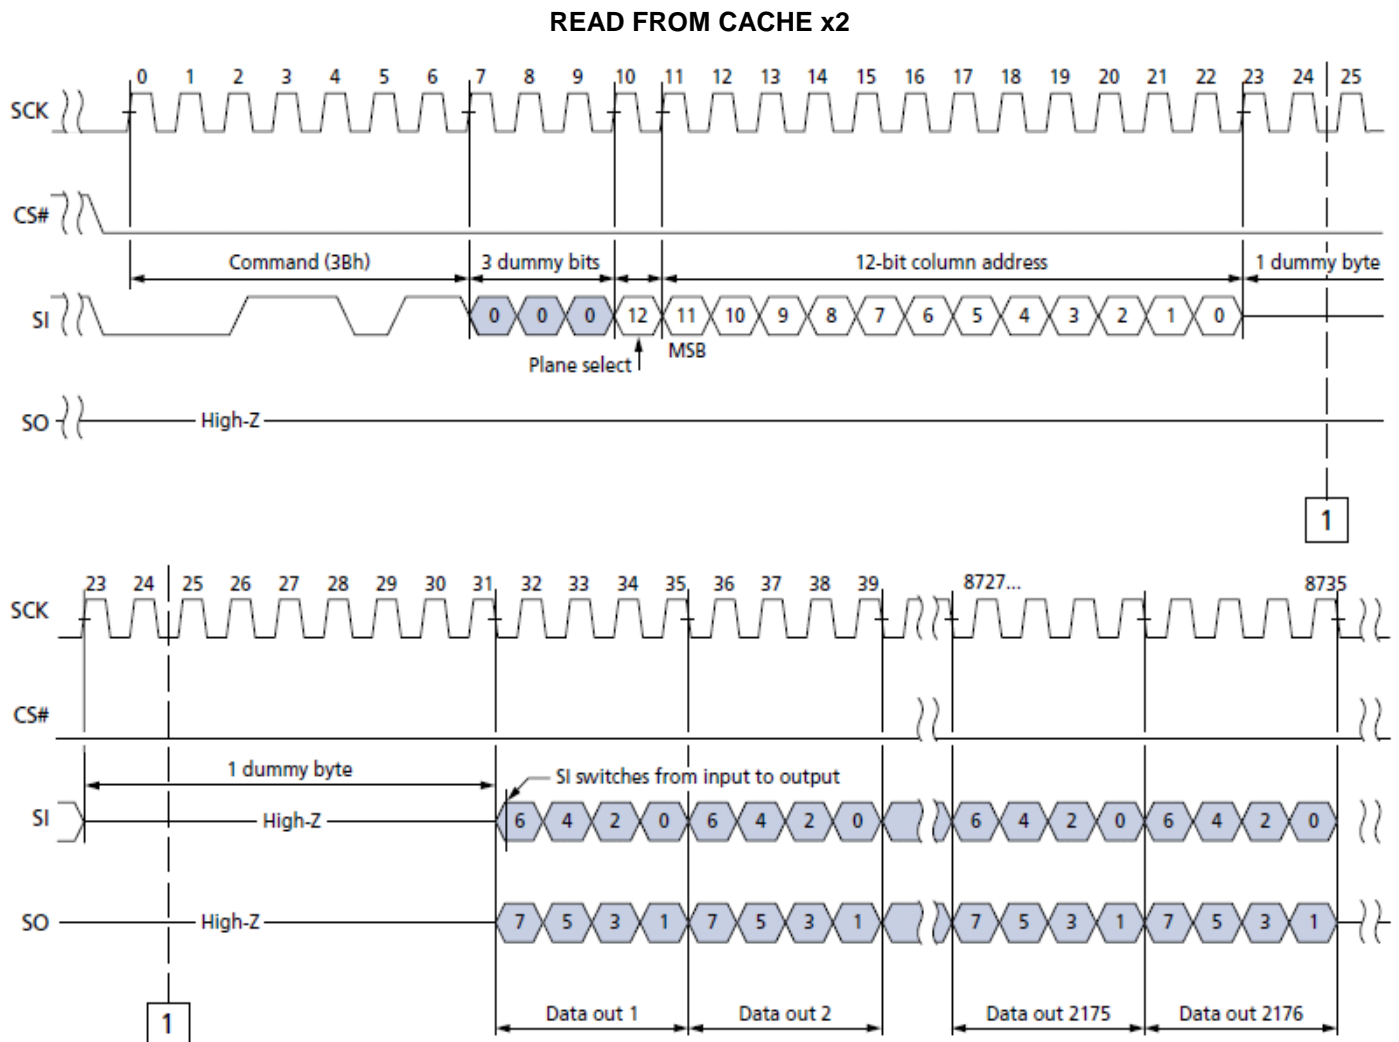 READ FROM CACHE x2
0 1 2 3 4 5 6 7 8 9 10 11 12 13 14 15 16 17 18 19 20 21 22 23 24 25
SCK
CS#
Command (3Bh) 3 dummy bits 12-bit column address 1 dummy byte
SI 0 0 0 12 11 10 9 8 7 6 5 4 3 2 1 0
Plane select MSB
SO High-Z
1
23 24 25 26 27 28 29 30 31 32 33 34 35 36 37 38 39 8727... 8735
SCK
CS#
1 dummy byte SI switches from input to output
SI High-Z 6 4 2 0 6 4 2 0 6 4 2 0 6 4 2 0
SO High-Z 7 5 3 1 7 5 3 1 7 5 3 1 7 5 3 1
1 Data out 1 Data out 2 Data out 2175 Data out 2176